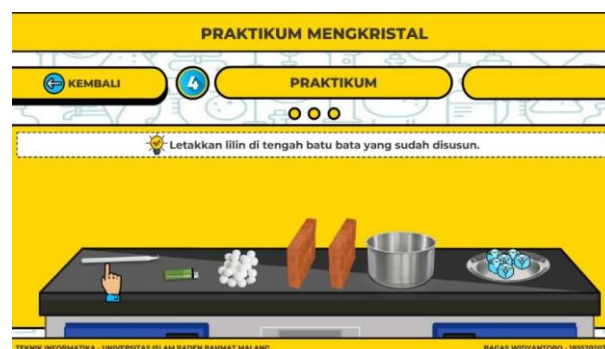 PRAKTIKUM MENGKRISTAL
KEMBALI
4
PRAKTIKUM
Letakkan lilin di tengah batu bata yang sudah disusun.
TEKNIK INFORMATIKA - UNIVERSITAS ISLAM RADEN RAHMAT MALANG
BAGAS WIDYANTORO -